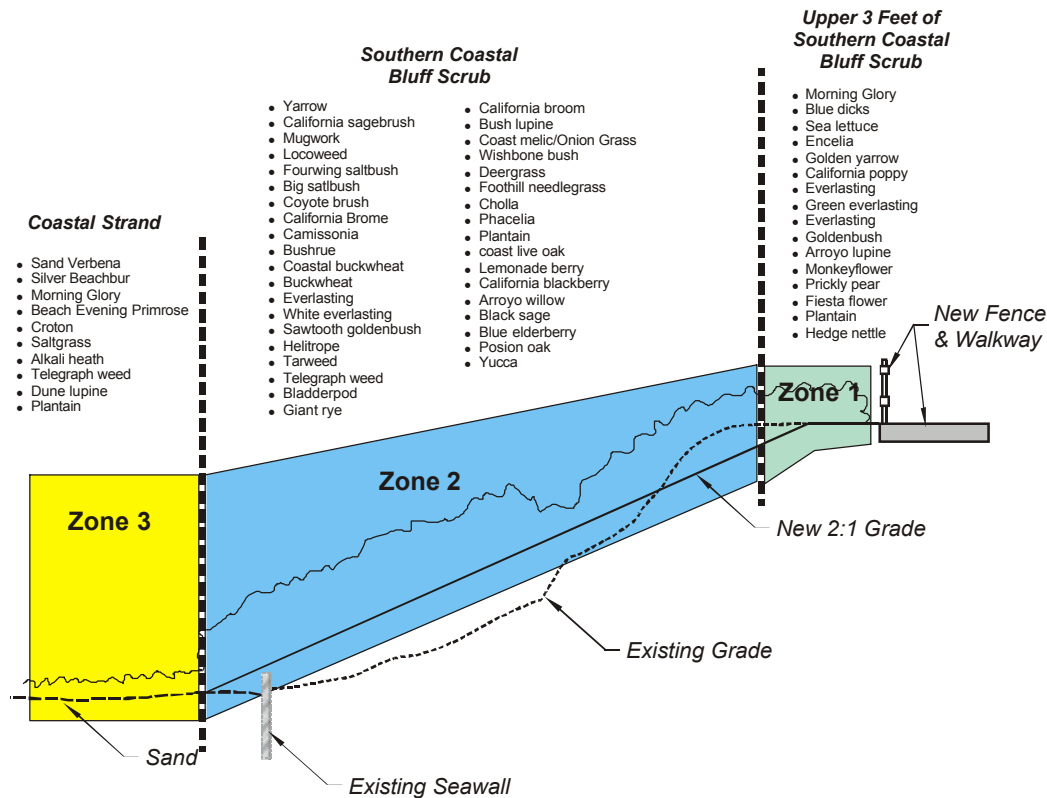 Upper 3 Feet of
Southern Coastal
Bluff Scrub
Morning Glory
Blue dicks
Sea lettuce
Encelia
Golden yarrow
California poppy
Everlasting
Green everlasting
Everlasting
Goldenbush
Arroyo lupine
Monkeyflower
Prickly pear
Fiesta flower
Plantain
Hedge nettle
Southern Coastal
Bluff Scrub
Yarrow
California sagebrush
Mugwork
Locoweed
Fourwing saltbush
Big satlbush
Coyote brush
California Brome
Camissonia
Bushrue
Coastal buckwheat
Buckwheat
Everlasting
White everlasting
Sawtooth goldenbush
Helitrope
Tarweed
Telegraph weed
Bladderpod
Giant rye
California broom
Bush lupine
Coast melic/Onion Grass
Wishbone bush
Deergrass
Foothill needlegrass
Cholla
Phacelia
Plantain
coast live oak
Lemonade berry
California blackberry
Arroyo willow
Black sage
Blue elderberry
Posion oak
Yucca
Coastal Strand
Sand Verbena
Silver Beachbur
Morning Glory
Beach Evening Primrose
Croton
Saltgrass
Alkali heath
Telegraph weed
Dune lupine
Plantain
New Fence
& Walkway
Zone 1
Zone 2
Zone 3
New 2:1 Grade
Existing Grade
Sand
Existing Seawall